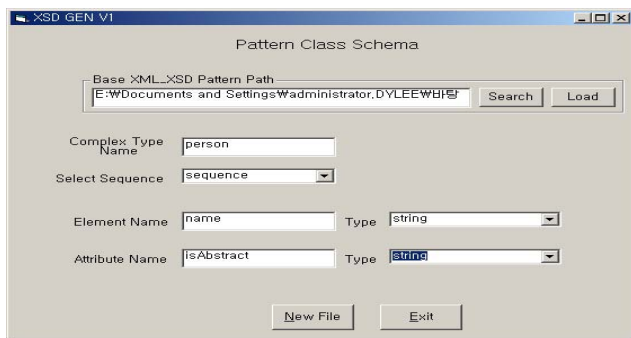 XSD GEN V1
Pattern Class Schema
Base XML_XSD Pattern Path
E:₩Documents and Settings₩administrator,DYLEE₩바탕
Search
Load
Complex Type
Name
person
Select Sequence
sequence
Element Name
name
Type
string
Attribute Name
isAbstract
Type
string
New File
Exit